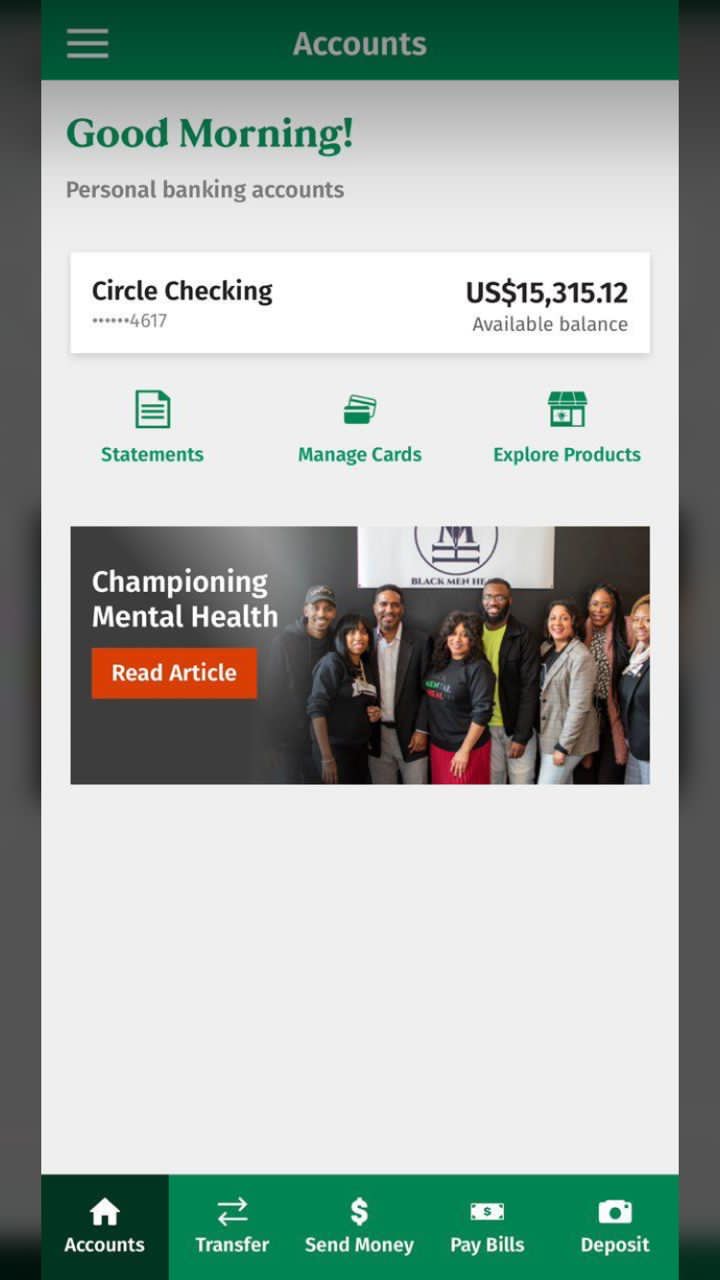 Accounts
Good Morning!
Personal banking accounts
Circle Checking
US$15,315.12
••••••4617
Available balance
Statements
Manage Cards
Explore Products
BLACK MEN HE
Championing
Mental Health
Read Article
MENTAL
Accounts
Transfer
Send Money
Pay Bills
Deposit